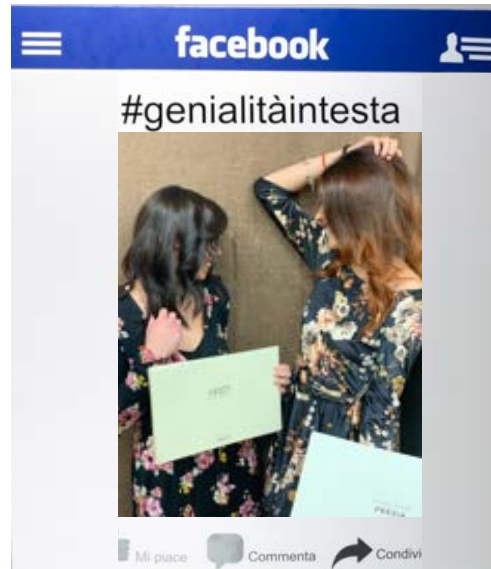 facebook
#genialitàintesta
Mi piace
Commenta
Condivi